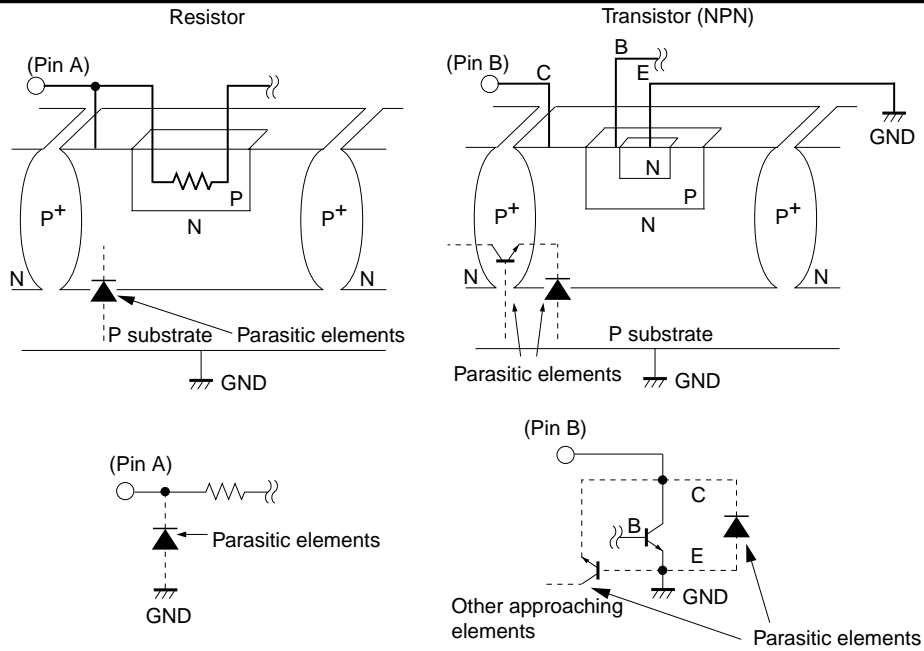 Resistor
(Pin A)
P+
P+
P
N
N
N
P substrate
Parasitic elements
GND
Transistor (NPN)
(Pin B)
C
B
E
GND
P+
P+
N
P
N
N
N
P substrate
Parasitic elements
GND
(Pin A)
Parasitic elements
GND
(Pin B)
C
B
E
GND
Other approaching
elements
Parasitic elements